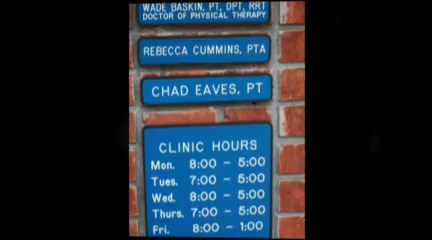 WADE BASKIN, PT, DPT, RRT
DOCTOR OF PHYSICAL THERAPY
REBECCA CUMMINS, PTA
CHAD EAVES, PT
CLINIC HOURS
Mon. 8:00 - 5:00
Tues. 7:00 - 5:00
Wed. 8:00 - 5:00
Thurs. 7:00 - 5:00
Fri. 8:00 - 1:00